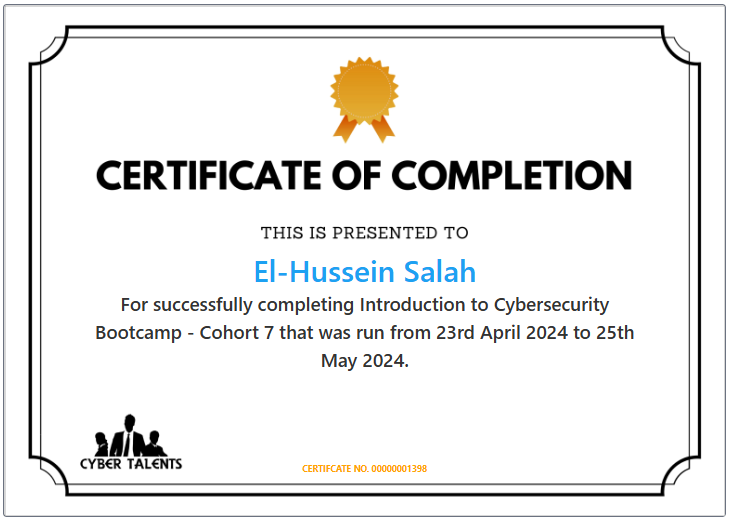 CERTIFICATE OF COMPLETION
THIS IS PRESENTED TO
El-Hussein Salah
For successfully completing Introduction to Cybersecurity
Bootcamp - Cohort 7 that was run from 23rd April 2024 to 25th
May 2024.
CYBER TALENTS
CERTIFCATE NO. 00000001398